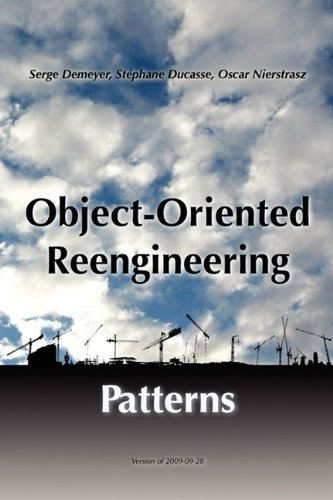 Serge Demeyer, Stéphane Ducasse, Oscar Nierstrasz
Object-Oriented
Reengineering
Patterns
Version of 2009-09-28